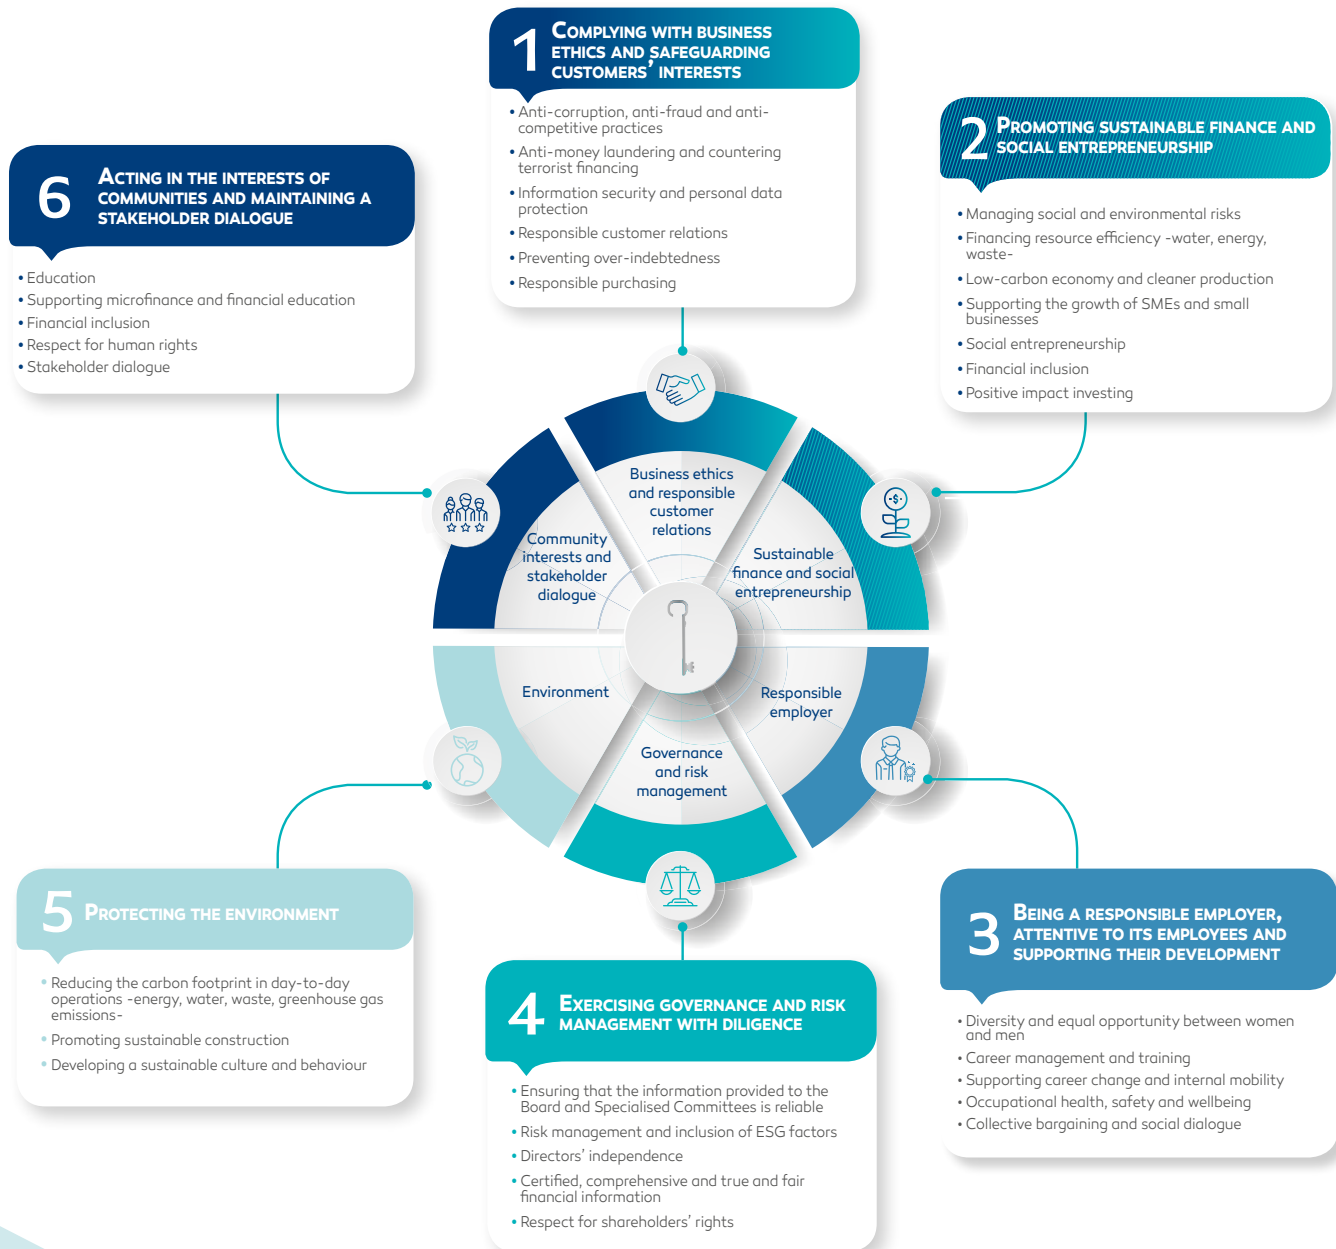 1
COMPLYING WITH BUSINESS
ETHICS AND SAFEGUARDING
CUSTOMERS' INTERESTS
• Anti-corruption, anti-fraud and anti-
competitive practices
• Anti-money laundering and countering
terrorist financing
• Information security and personal data
protection
• Responsible customer relations
• Preventing over-indebtedness
• Responsible purchasing
2
PROMOTING SUSTAINABLE FINANCE AND
SOCIAL ENTREPRENEURSHIP
• Managing social and environmental risks
• Financing resource efficiency -water, energy,
waste-
• Low-carbon economy and cleaner production
• Supporting the growth of SMEs and small
businesses
• Social entrepreneurship
• Financial inclusion
• Positive impact investing
6
ACTING IN THE INTERESTS OF
COMMUNITIES AND MAINTAINING A
STAKEHOLDER DIALOGUE
• Education
• Supporting microfinance and financial education
• Financial inclusion
• Respect for human rights
• Stakeholder dialogue
Business ethics
and responsible
customer
relations
Sustainable
finance and social
entrepreneurship
Community
interests and
stakeholder
dialogue
Environment
Responsible
employer
Governance
and risk
management
5
PROTECTING THE ENVIRONMENT
• Reducing the carbon footprint in day-to-day
operations -energy, water, waste, greenhouse gas
emissions-
• Promoting sustainable construction
• Developing a sustainable culture and behaviour
4
EXERCISING GOVERNANCE AND RISK
MANAGEMENT WITH DILIGENCE
• Ensuring that the information provided to the
Board and Specialised Committees is reliable
• Risk management and inclusion of ESG factors
• Directors' independence
• Certified, comprehensive and true and fair
financial information
• Respect for shareholders' rights
3
BEING A RESPONSIBLE EMPLOYER,
ATTENTIVE TO ITS EMPLOYEES AND
SUPPORTING THEIR DEVELOPMENT
• Diversity and equal opportunity between women
and men
• Career management and training
• Supporting career change and internal mobility
• Occupational health, safety and wellbeing
• Collective bargaining and social dialogue